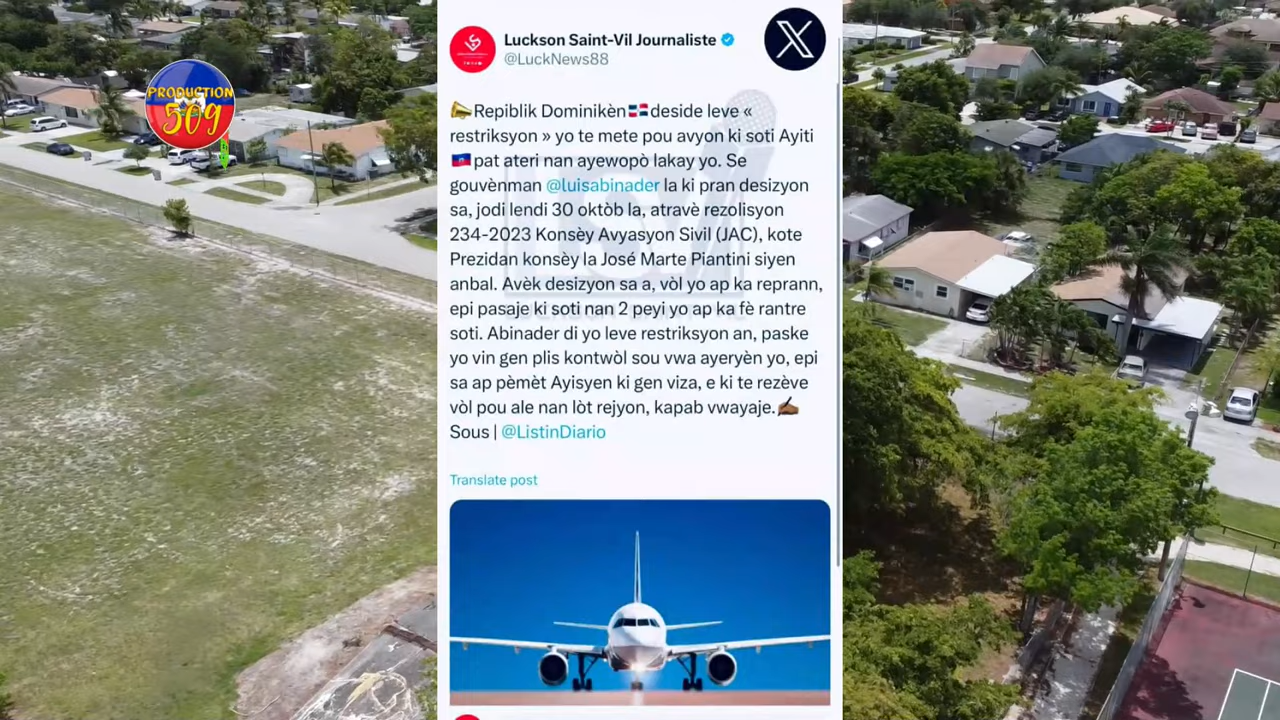 PRODUCTION
509
Luckson Saint-Vil Journaliste
@LuckNews88
X
📣Repiblik Dominikèn🇩🇴deside leve «
restriksyon » yo te mete pou avyon ki soti Ayiti
🇭🇹pat ateri nan ayewopò lakay yo. Se
gouvènman @luisabinader la ki pran desizyon
sa, jodi lendi 30 oktòb la, atravè rezolisyon
234-2023 Konsèy Avyasyon Sivil (JAC), kote
Prezidan konsèy la José Marte Piantini siyen
anbal. Avèk desizyon sa a, vòl yo ap ka reprann,
epi pasaje ki soti nan 2 peyi yo ap ka fè rantre
soti. Abinader di yo leve restriksyon an, paske
yo vin gen plis kontwòl sou vwa ayeryèn yo, epi
sa ap pèmèt Ayisyen ki gen viza, e ki te rezève
vòl pou ale nan lòt rejyon, kapab vwayaje.✍🏾
Sous | @ListinDiario
Translate post